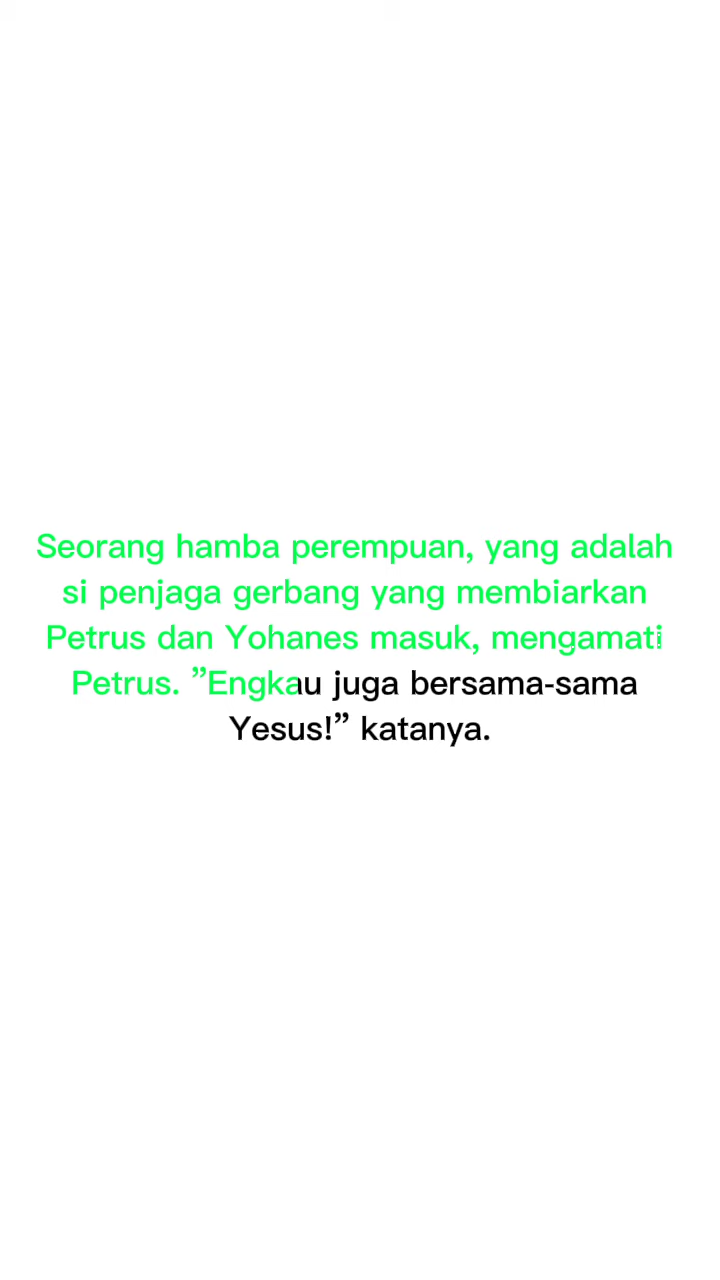 Seorang hamba perempuan, yang adalah
si penjaga gerbang yang membiarkan
Petrus dan Yohanes masuk, mengamati
Petrus. ”Engkau juga bersama-sama
Yesus!” katanya.